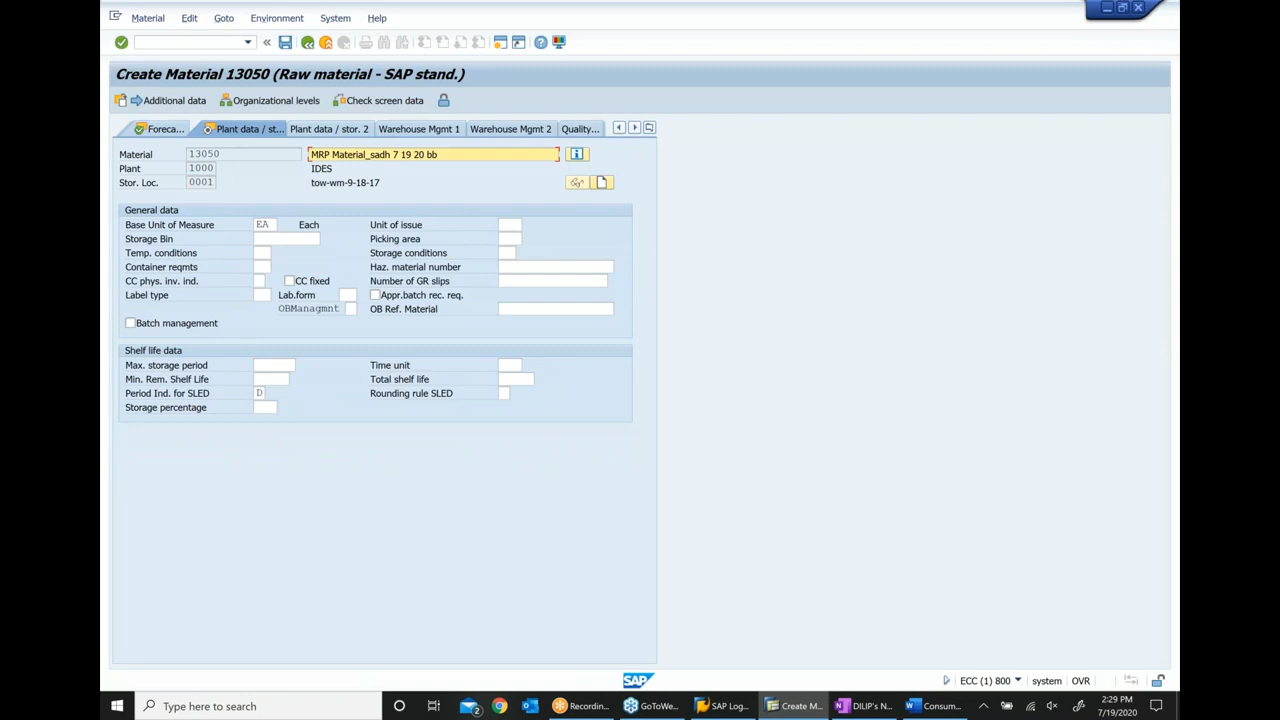 Material Edit Goto Environment System Help
Create Material 13050 (Raw material - SAP stand.)
Additional data Organizational levels Check screen data
Foreca... Plant data / st... Plant data / stor. 2 Warehouse Mgmt 1 Warehouse Mgmt 2 Quality...
Material 13050 MRP Material_sadh 7 19 20 bb
Plant 1000 IDES
Stor. Loc. 0001 tow-wm-9-18-17
General data
Base Unit of Measure EA Each Unit of issue
Storage Bin Picking area
Temp. conditions Storage conditions
Container reqmts Haz. material number
CC phys. inv. ind. CC fixed Number of GR slips
Label type Lab.form Appr.batch rec. req.
OBManagmnt OB Ref. Material
Batch management
Shelf life data
Max. storage period Time unit
Min. Rem. Shelf Life Total shelf life
Period Ind. for SLED D Rounding rule SLED
Storage percentage
SAP
ECC (1) 800 system OVR
Type here to search 2 Recordin... GoToWe... SAP Log... Create M... DILIP's N... Consum... 2:29 PM
7/19/2020